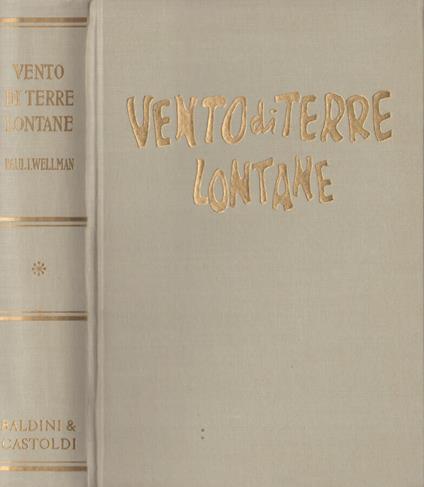 VENTO
DI TERRE
LONTANE
PAUL I. WELLMAN
BALDINI &
CASTOLDI
VENTO di TERRE
LONTANE